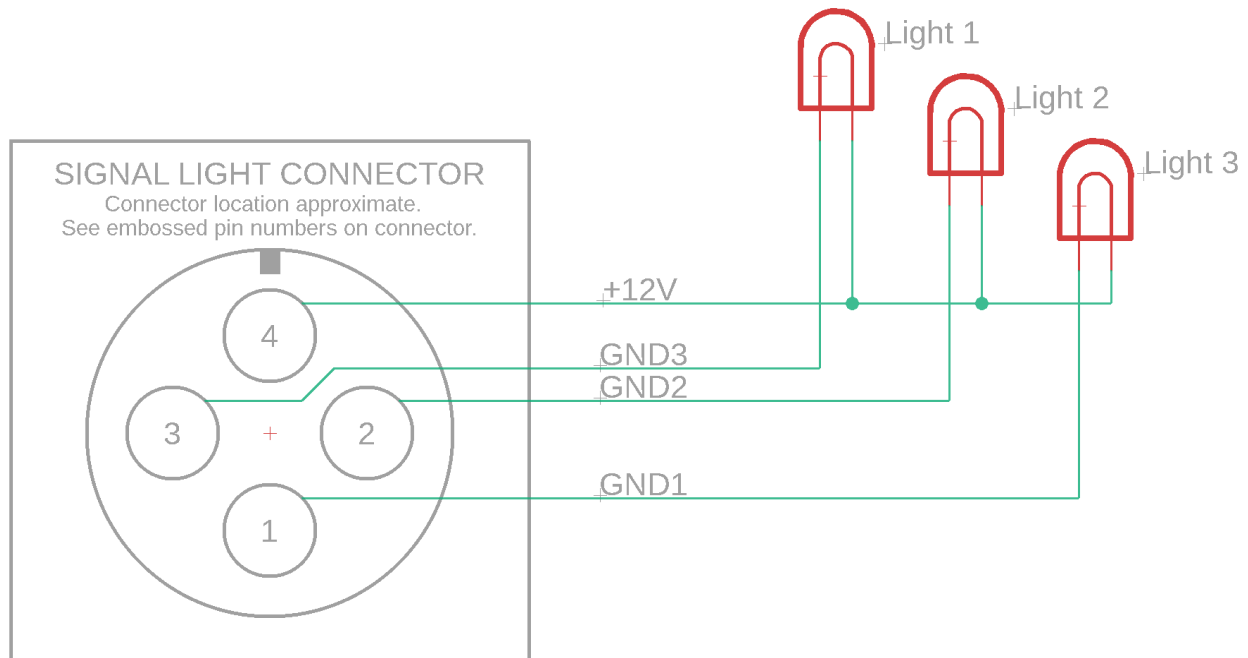 Light 1
Light 2
Light 3
SIGNAL LIGHT CONNECTOR
Connector location approximate.
See embossed pin numbers on connector.
+12V
4
GND3
GND2
3
2
GND1
1